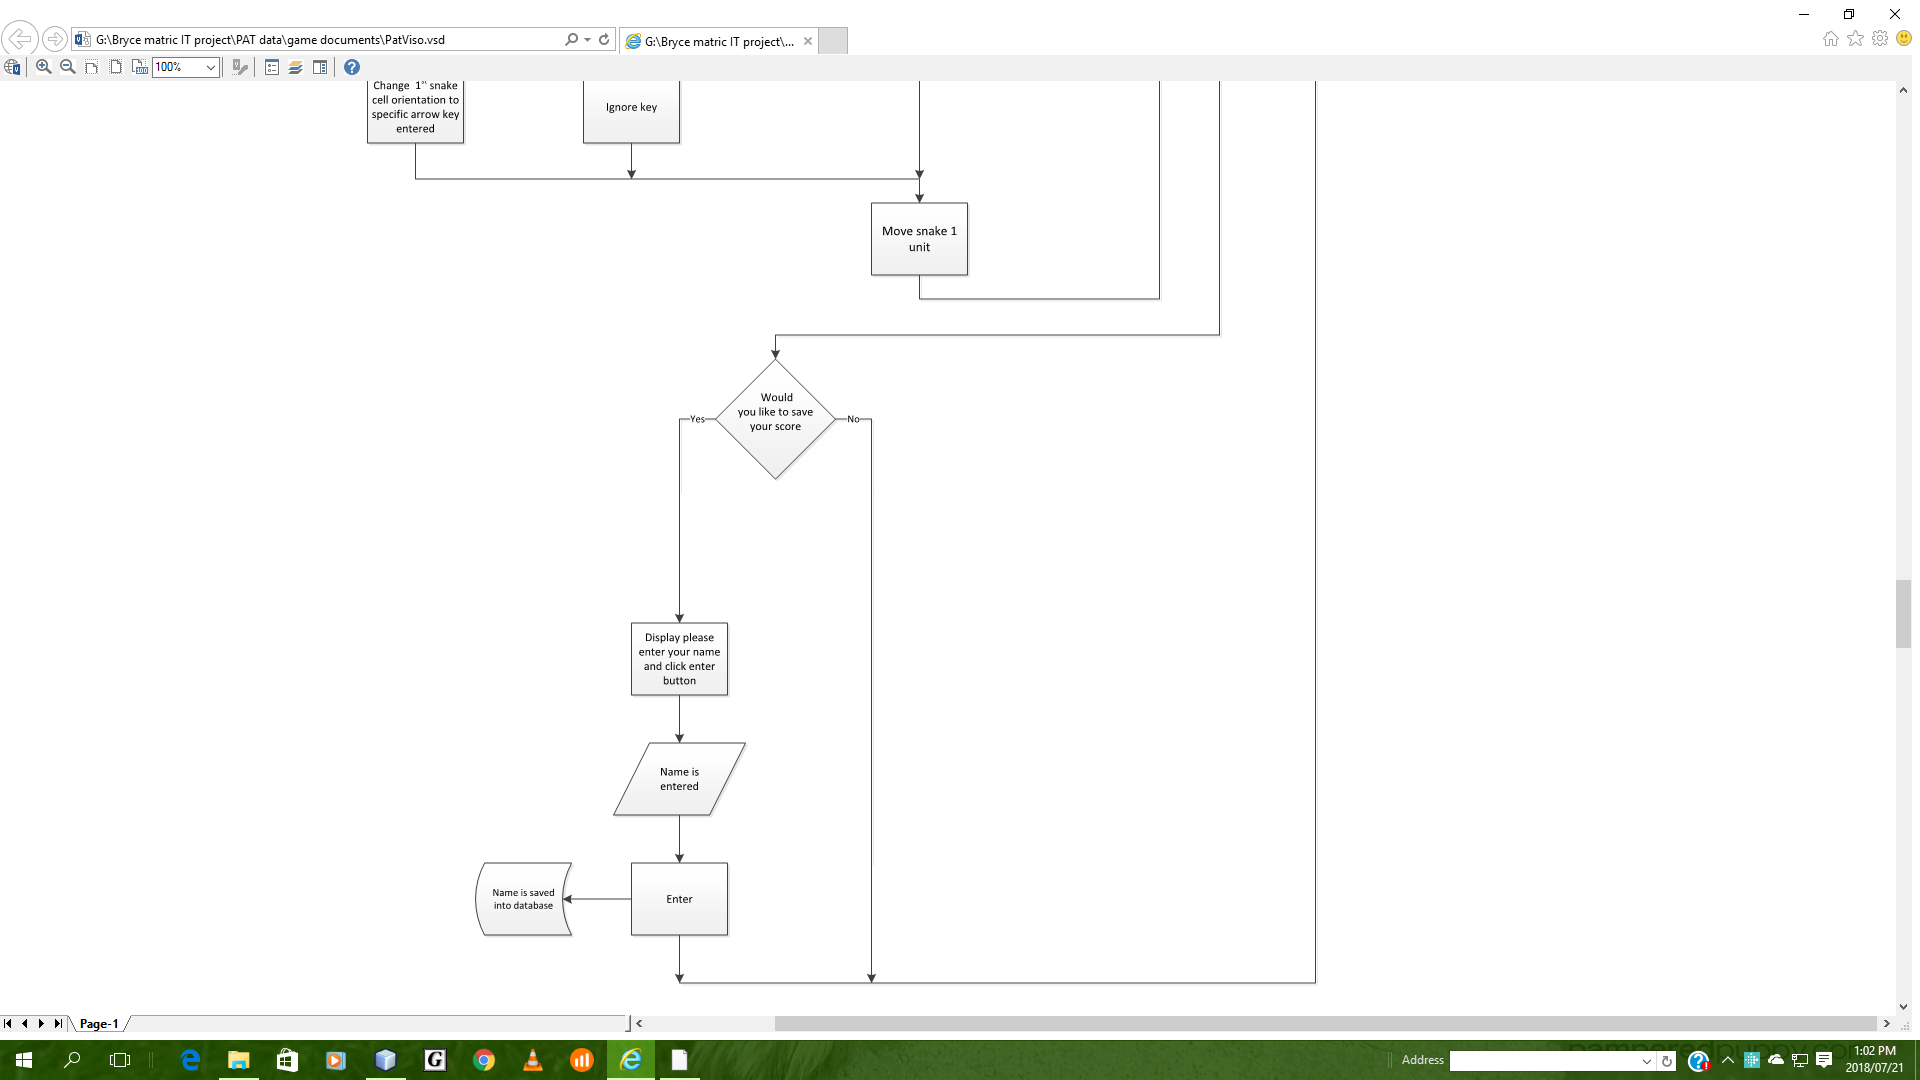 G:\Bryce matric IT project\PAT data\game documents\PatViso.vsd
G:\Bryce matric IT project\...
100%
Change 1st snake
cell orientation to
specific arrow key
entered
Ignore key
Move snake 1
unit
Would
you like to save
your score
Yes
No
Display please
enter your name
and click enter
button
Name is
entered
Name is saved
into database
Enter
Page-1
Address
1:02 PM
2018/07/21